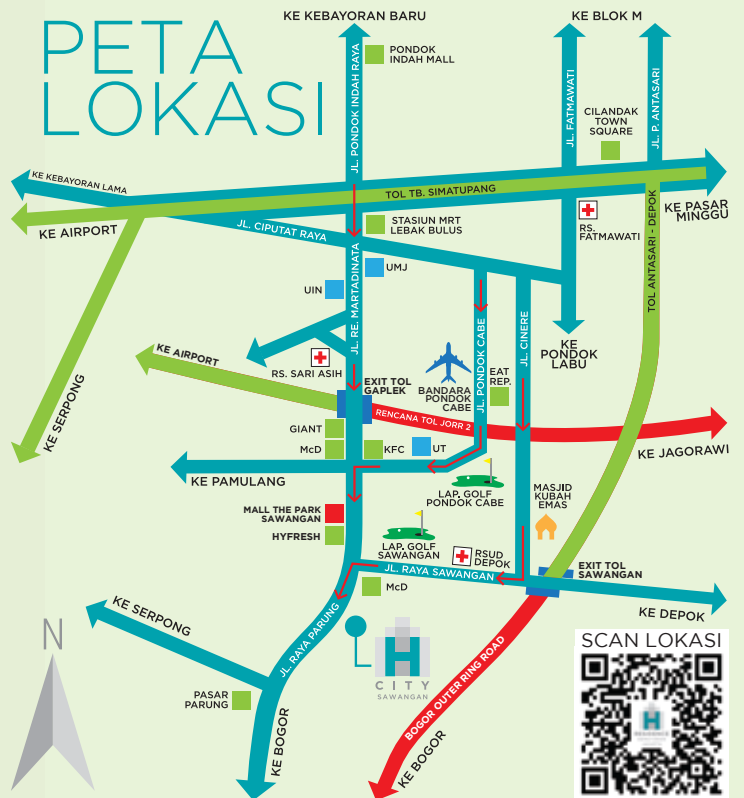 PETA
LOKASI
KE KEBAYORAN BARU
KE BLOK M
PONDOK
INDAH MALL
JL. PONDOK INDAH RAYA
JL. FATMAWATI
JL. P. ANTASARI
CILANDAK
TOWN
SQUARE
KE KEBAYORAN LAMA
TOL TB. SIMATUPANG
KE AIRPORT
KE PASAR
MINGGU
STASIUN MRT
LEBAK BULUS
RS.
FATMAWATI
JL. CIPUTAT RAYA
TOL ANTASARI - DEPOK
UMJ
UIN
JL. RE. MARTADINATA
JL. PONDOK CABE
JL. CINERE
KE
PONDOK
LABU
KE SERPONG
KE AIRPORT
RS. SARI ASIH
EXIT TOL
GAPLEK
BANDARA
PONDOK
CABE
EAT
REP.
RENCANA TOL JORR 2
GIANT
McD
KFC
UT
KE JAGORAWI
KE PAMULANG
LAP. GOLF
PONDOK CABE
MASJID
KUBAH
EMAS
MALL THE PARK
SAWANGAN
HYFRESH
LAP. GOLF
SAWANGAN
RSUD
DEPOK
EXIT TOL
SAWANGAN
JL. RAYA SAWANGAN
McD
KE DEPOK
KE SERPONG
JL. RAYA PARUNG
N
H
CITY
SAWANGAN
SCAN LOKASI
BOGOR OUTER RING ROAD
PASAR
PARUNG
KE BOGOR
KE BOGOR
H